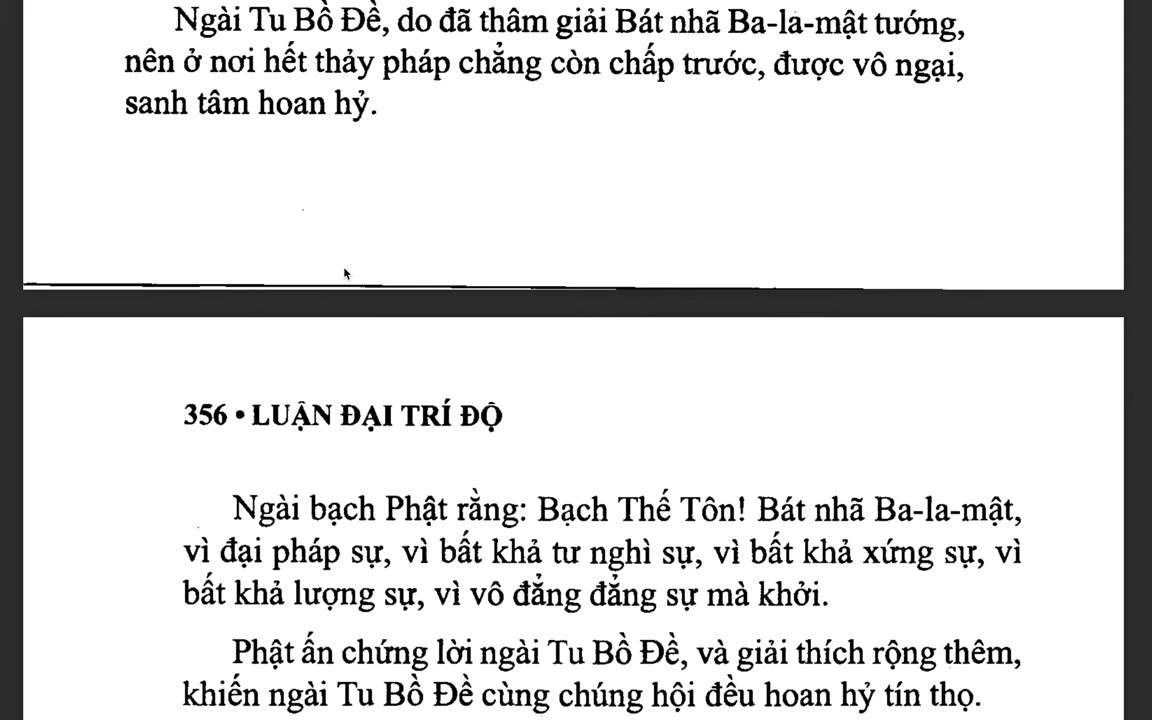 Ngài Tu Bồ Đề, do đã thâm giải Bát nhã Ba-la-mật tướng,
nên ở nơi hết thảy pháp chẳng còn chấp trước, được vô ngại,
sanh tâm hoan hỷ.
356 • LUẬN ĐẠI TRÍ ĐỘ
Ngài bạch Phật rằng: Bạch Thế Tôn! Bát nhã Ba-la-mật,
vì đại pháp sự, vì bất khả tư nghì sự, vì bất khả xứng sự, vì
bất khả lượng sự, vì vô đẳng đẳng sự mà khởi.
Phật ấn chứng lời ngài Tu Bồ Đề, và giải thích rộng thêm,
khiến ngài Tu Bồ Đề cùng chúng hội đều hoan hỷ tín thọ.